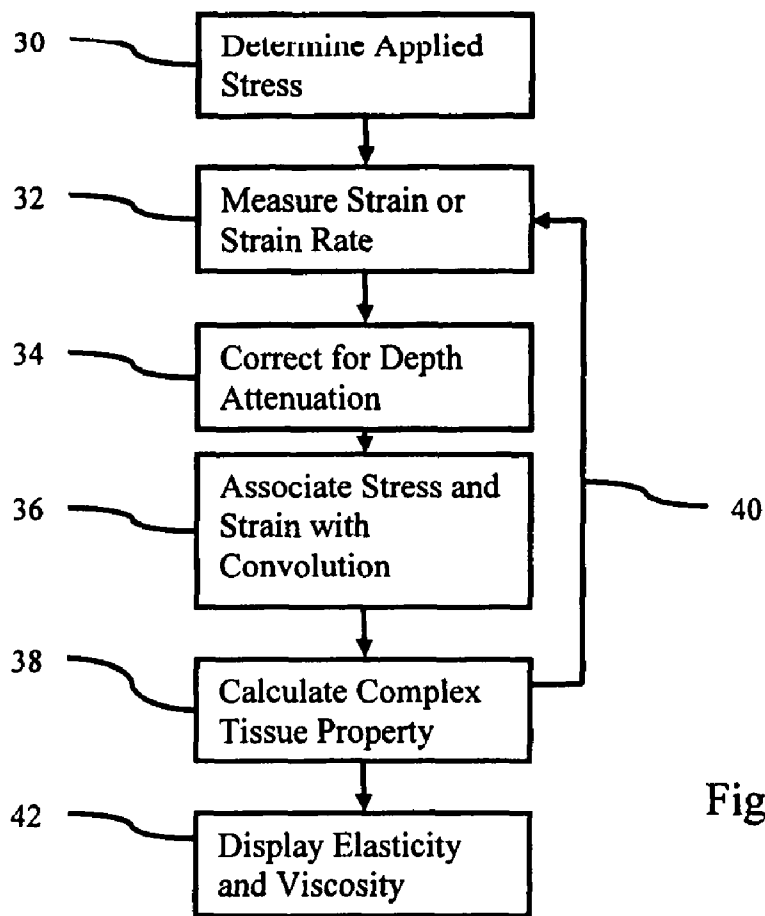 30
Determine Applied
Stress
32
Measure Strain or
Strain Rate
34
Correct for Depth
Attenuation
36
Associate Stress and
Strain with
Convolution
40
38
Calculate Complex
Tissue Property
42
Display Elasticity
and Viscosity
Fig